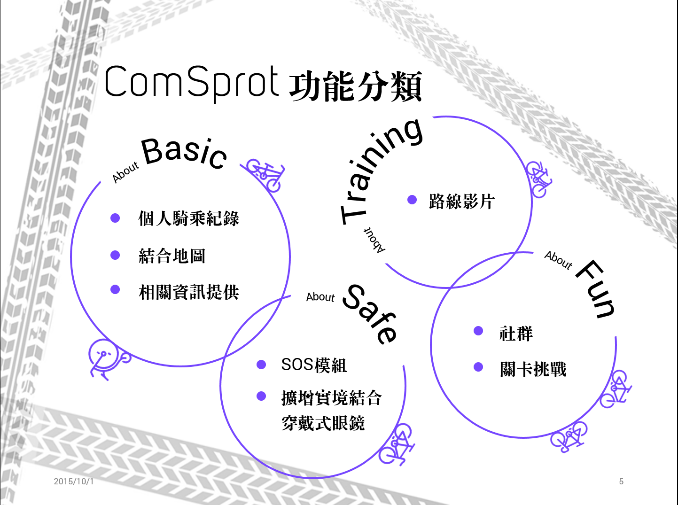 ComSprot 功能分類
About Basic
個人騎乘紀錄
結合地圖
相關資訊提供
About Training
路線影片
About Safe
SOS模組
擴增實境結合
穿戴式眼鏡
About Fun
社群
關卡挑戰
2015/10/1
5